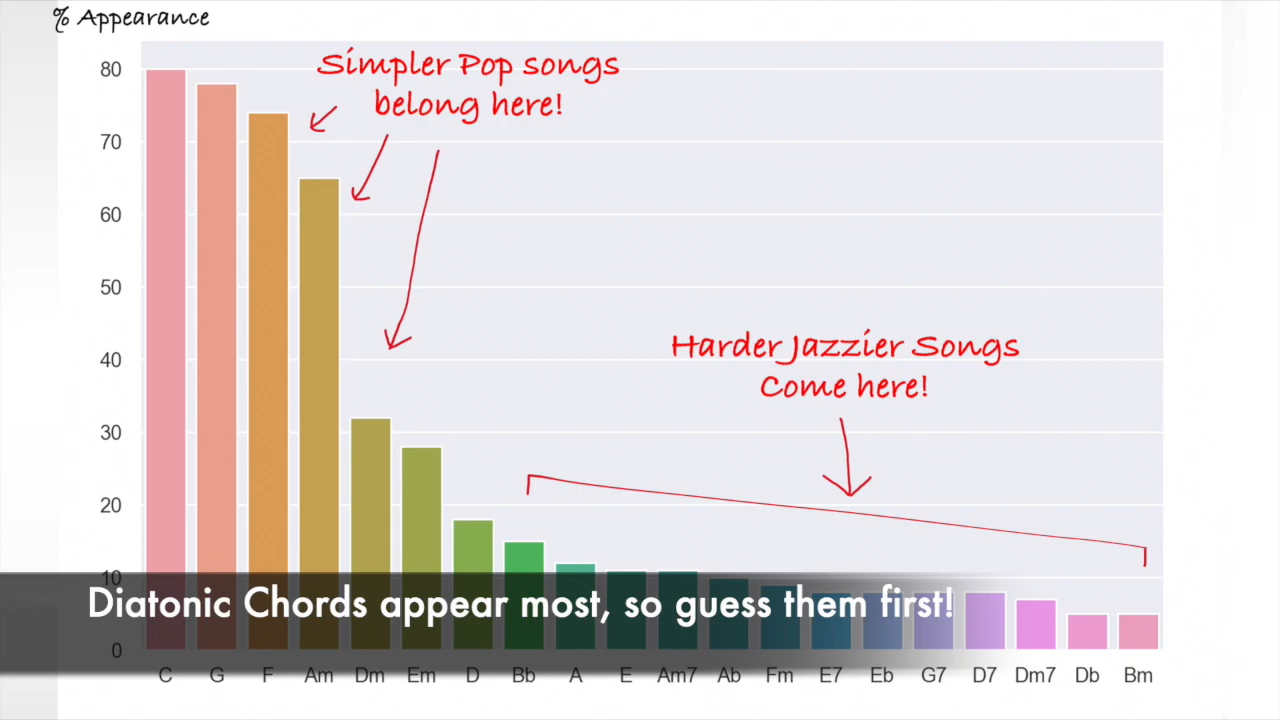 % Appearance
Simpler Pop songs
belong here!
80
70
60
50
40
30
20
10
0
Harder Jazzier Songs
Come here!
Diatonic Chords appear most, so guess them first!
C G F Am Dm Em D Bb A E Am7 Ab Fm E7 Eb G7 D7 Dm7 Db Bm